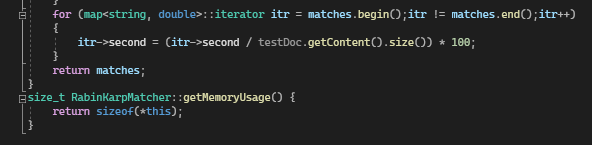 }
for (map<string, double>::iterator itr = matches.begin();itr != matches.end();itr++)
{
itr->second = (itr->second / testDoc.getContent().size()) * 100;
}
return matches;
}
size_t RabinKarpMatcher::getMemoryUsage() {
return sizeof(*this);
}